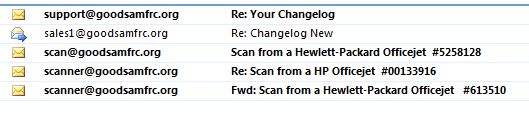 support@goodsamfrc.org Re: Your Changelog
sales1@goodsamfrc.org Re: Changelog New
scan@goodsamfrc.org Scan from a Hewlett-Packard Officejet #5258128
scanner@goodsamfrc.org Re: Scan from a HP Officejet #00133916
scanner@goodsamfrc.org Fwd: Scan from a Hewlett-Packard Officejet #613510